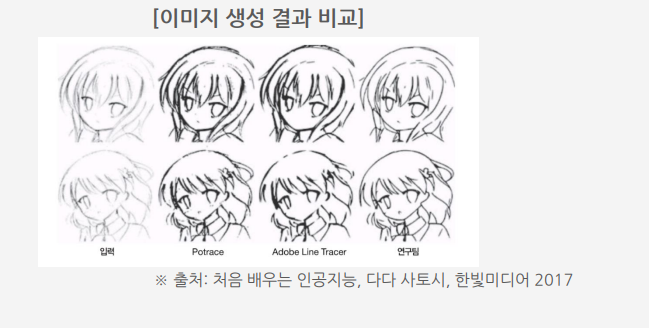 [이미지 생성 결과 비교]
입력 Potrace Adobe Line Tracer 연구팀
※ 출처: 처음 배우는 인공지능, 다다 사토시, 한빛미디어 2017